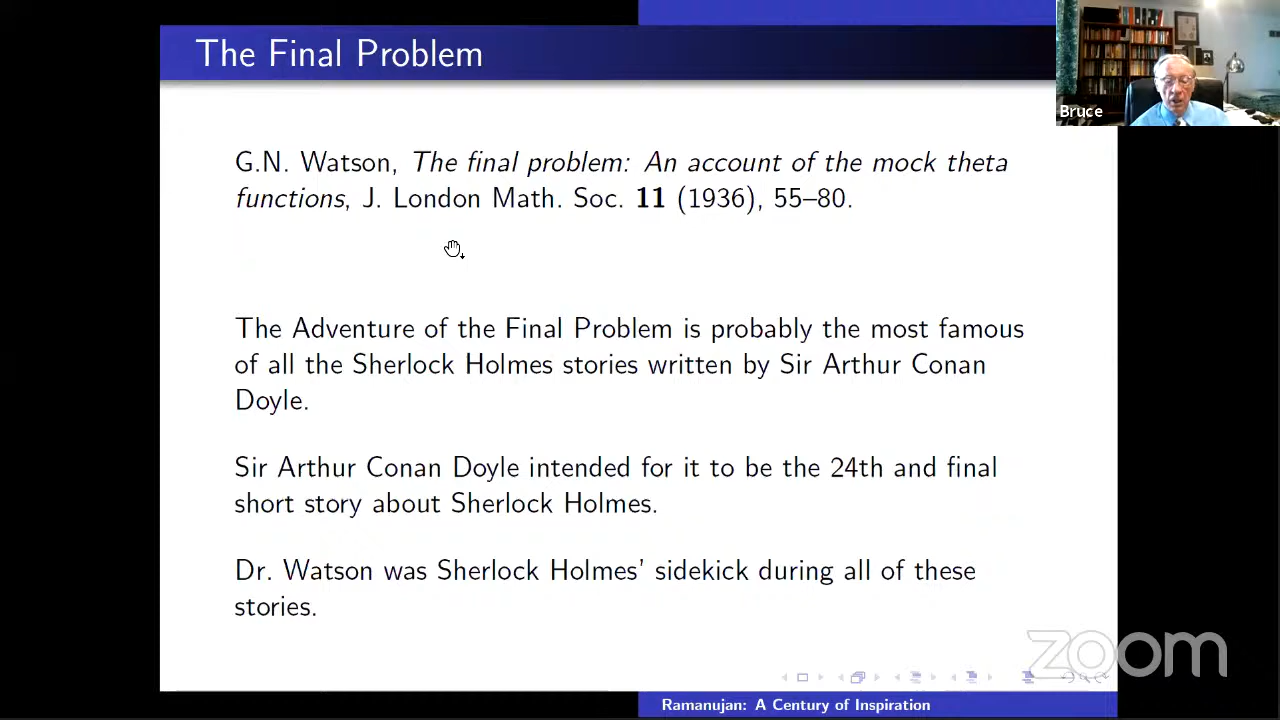 The Final Problem
Bruce
G.N. Watson, The final problem: An account of the mock theta
functions, J. London Math. Soc. 11 (1936), 55–80.
The Adventure of the Final Problem is probably the most famous
of all the Sherlock Holmes stories written by Sir Arthur Conan
Doyle.
Sir Arthur Conan Doyle intended for it to be the 24th and final
short story about Sherlock Holmes.
Dr. Watson was Sherlock Holmes' sidekick during all of these
stories.
zoom
Ramanujan: A Century of Inspiration